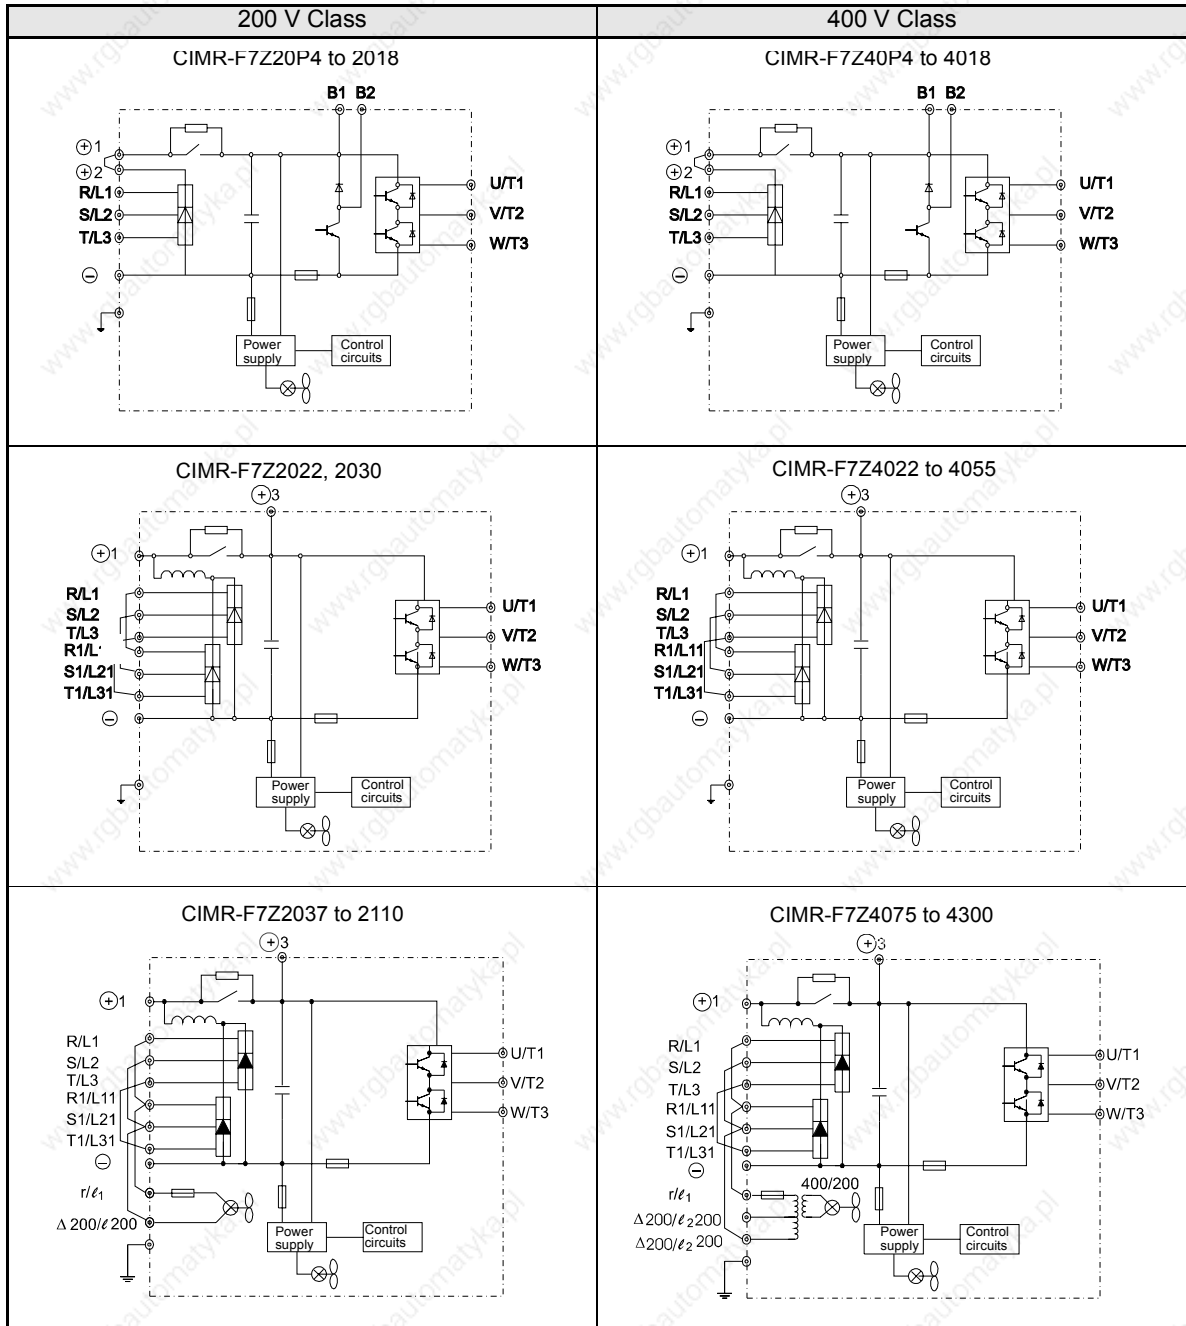 200 V Class
400 V Class
CIMR-F7Z20P4 to 2018
B1 B2
⊕1
⊕2
R/L1
S/L2
T/L3
⊖
U/T1
V/T2
W/T3
Power
supply
Control
circuits
CIMR-F7Z40P4 to 4018
B1 B2
⊕1
⊕2
R/L1
S/L2
T/L3
⊖
U/T1
V/T2
W/T3
Power
supply
Control
circuits
CIMR-F7Z2022, 2030
⊕3
⊕1
R/L1
S/L2
T/L3
R1/L
S1/L21
T1/L31
⊖
U/T1
V/T2
W/T3
Power
supply
Control
circuits
CIMR-F7Z4022 to 4055
⊕3
⊕1
R/L1
S/L2
T/L3
R1/L11
S1/L21
T1/L31
⊖
U/T1
V/T2
W/T3
Power
supply
Control
circuits
CIMR-F7Z2037 to 2110
⊕3
⊕1
R/L1
S/L2
T/L3
R1/L11
S1/L21
T1/L31
⊖
r/ℓ1
Δ200/ℓ200
U/T1
V/T2
W/T3
Power
supply
Control
circuits
CIMR-F7Z4075 to 4300
⊕3
⊕1
R/L1
S/L2
T/L3
R1/L11
S1/L21
T1/L31
⊖
400/200
r/ℓ1
Δ200/ℓ2200
Δ200/ℓ2 200
U/T1
V/T2
W/T3
Power
supply
Control
circuits
www.rgbautomatyka.pl